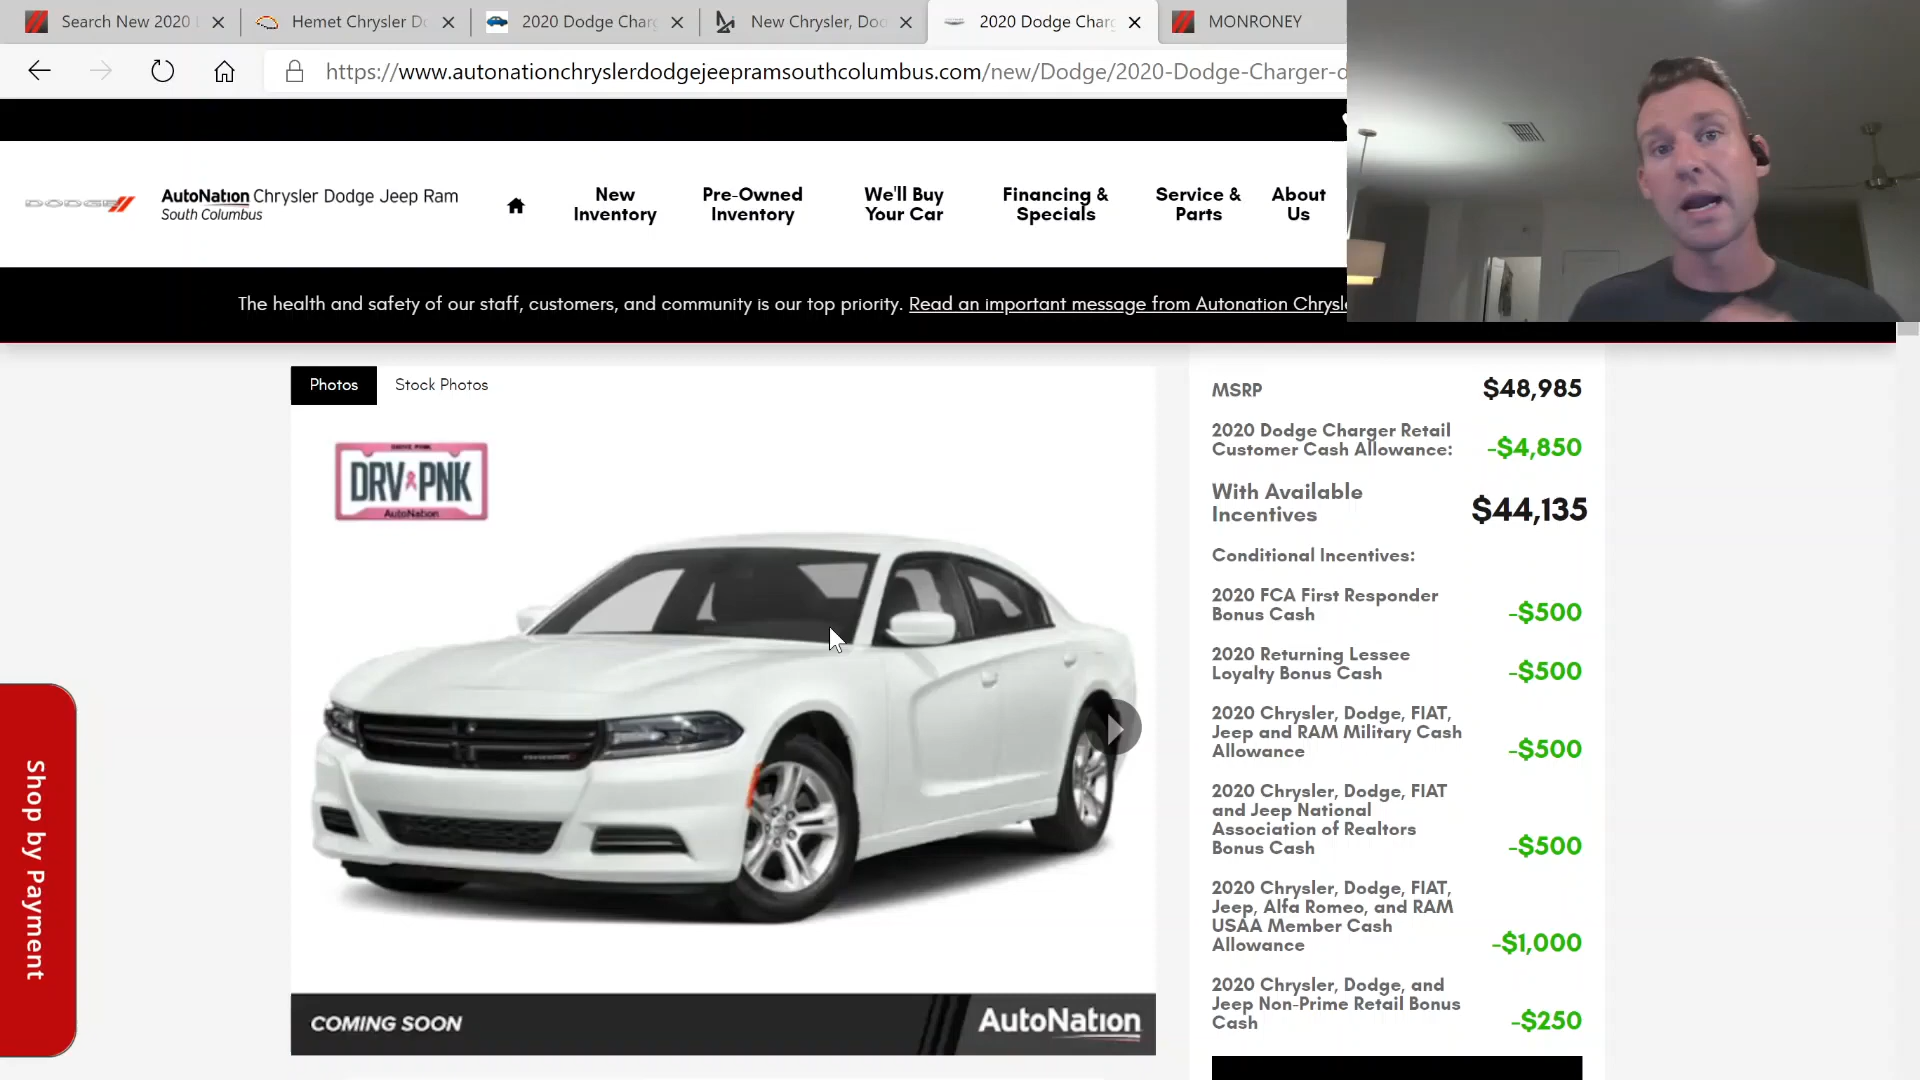 Search New 2020
Hemet Chrysler Do
2020 Dodge Charg
New Chrysler, Doo
2020 Dodge Charg
MONRONEY
https://www.autonationchryslerdodgejeepramsouthcolumbus.com/new/Dodge/2020-Dodge-Charger-d
DODGE
AutoNation Chrysler Dodge Jeep Ram
South Columbus
New
Inventory
Pre-Owned
Inventory
We'll Buy
Your Car
Financing &
Specials
Service &
Parts
About
Us
The health and safety of our staff, customers, and community is our top priority. Read an important message from Autonation Chrysl
Photos
Stock Photos
DRIVE PINK
DRV PNK
AutoNation
COMING SOON
AutoNation
Shop by Payment
MSRP
$48,985
2020 Dodge Charger Retail
Customer Cash Allowance:
-$4,850
With Available
Incentives
$44,135
Conditional Incentives:
2020 FCA First Responder
Bonus Cash
-$500
2020 Returning Lessee
Loyalty Bonus Cash
-$500
2020 Chrysler, Dodge, FIAT,
Jeep and RAM Military Cash
Allowance
-$500
2020 Chrysler, Dodge, FIAT
and Jeep National
Association of Realtors
Bonus Cash
-$500
2020 Chrysler, Dodge, FIAT,
Jeep, Alfa Romeo, and RAM
USAA Member Cash
Allowance
-$1,000
2020 Chrysler, Dodge, and
Jeep Non-Prime Retail Bonus
Cash
-$250